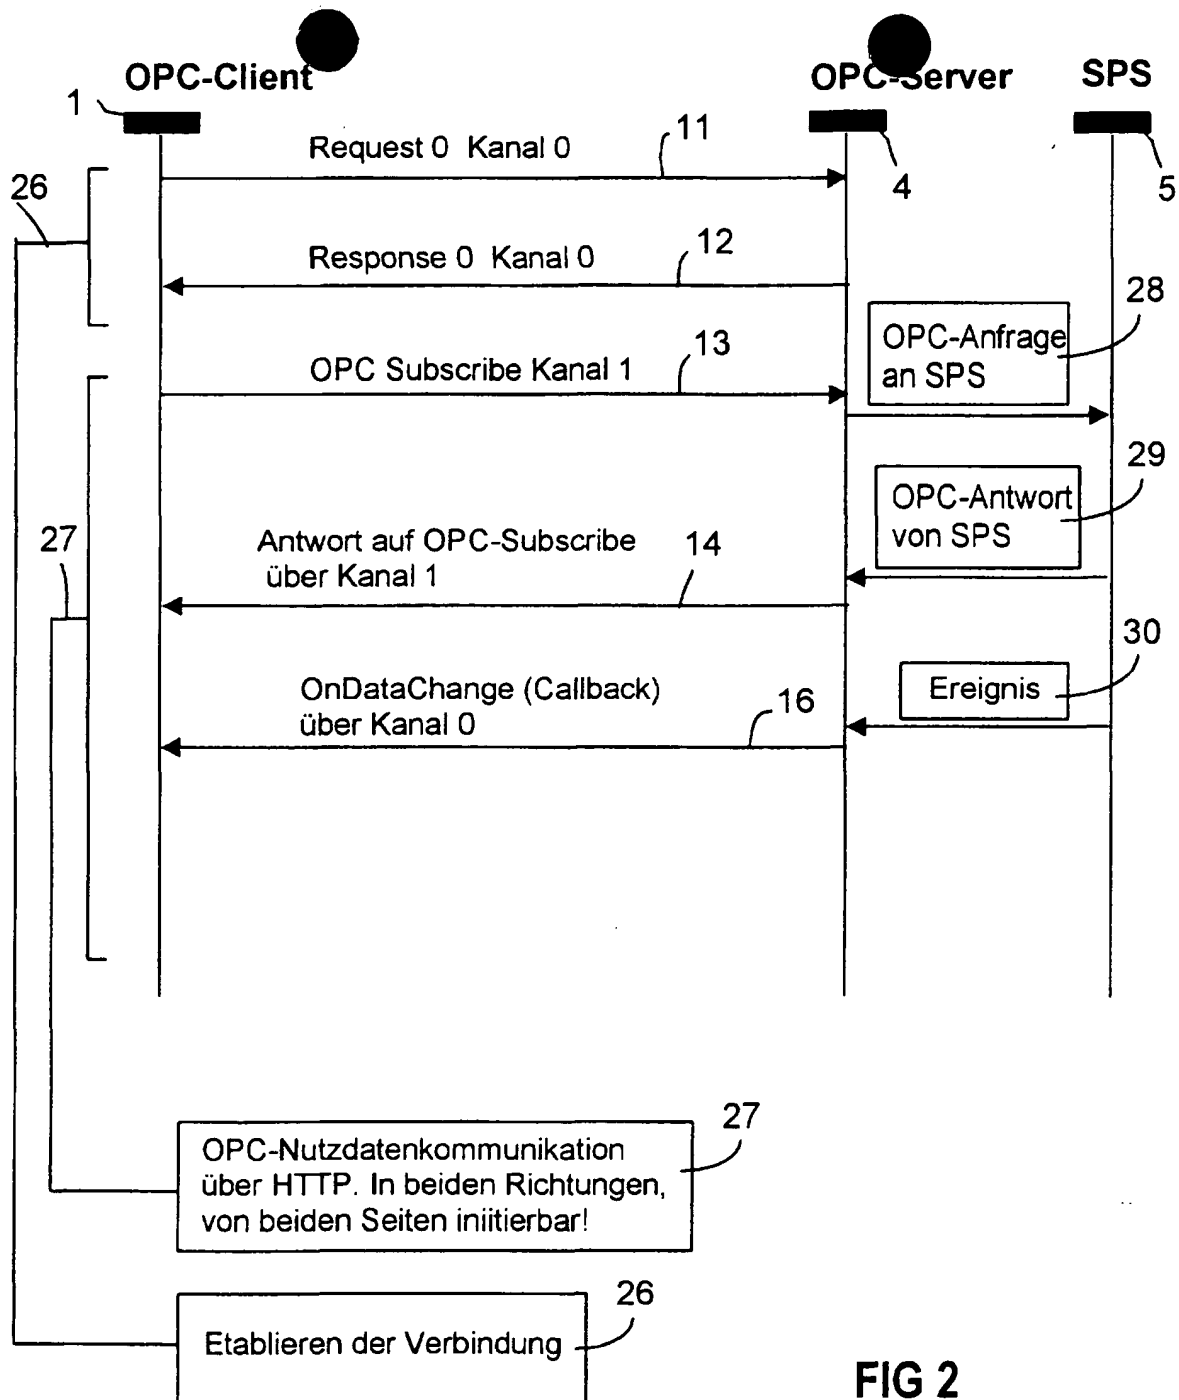 OPC-Client
OPC-Server
SPS
1
4
5
Request 0 Kanal 0
11
26
Response 0 Kanal 0
12
28
OPC-Anfrage
an SPS
OPC Subscribe Kanal 1
13
29
OPC-Antwort
von SPS
27
Antwort auf OPC-Subscribe
über Kanal 1
14
30
Ereignis
OnDataChange (Callback)
über Kanal 0
16
27
OPC-Nutzdatenkommunikation
über HTTP. In beiden Richtungen,
von beiden Seiten iniitierbar!
26
Etablieren der Verbindung
FIG 2